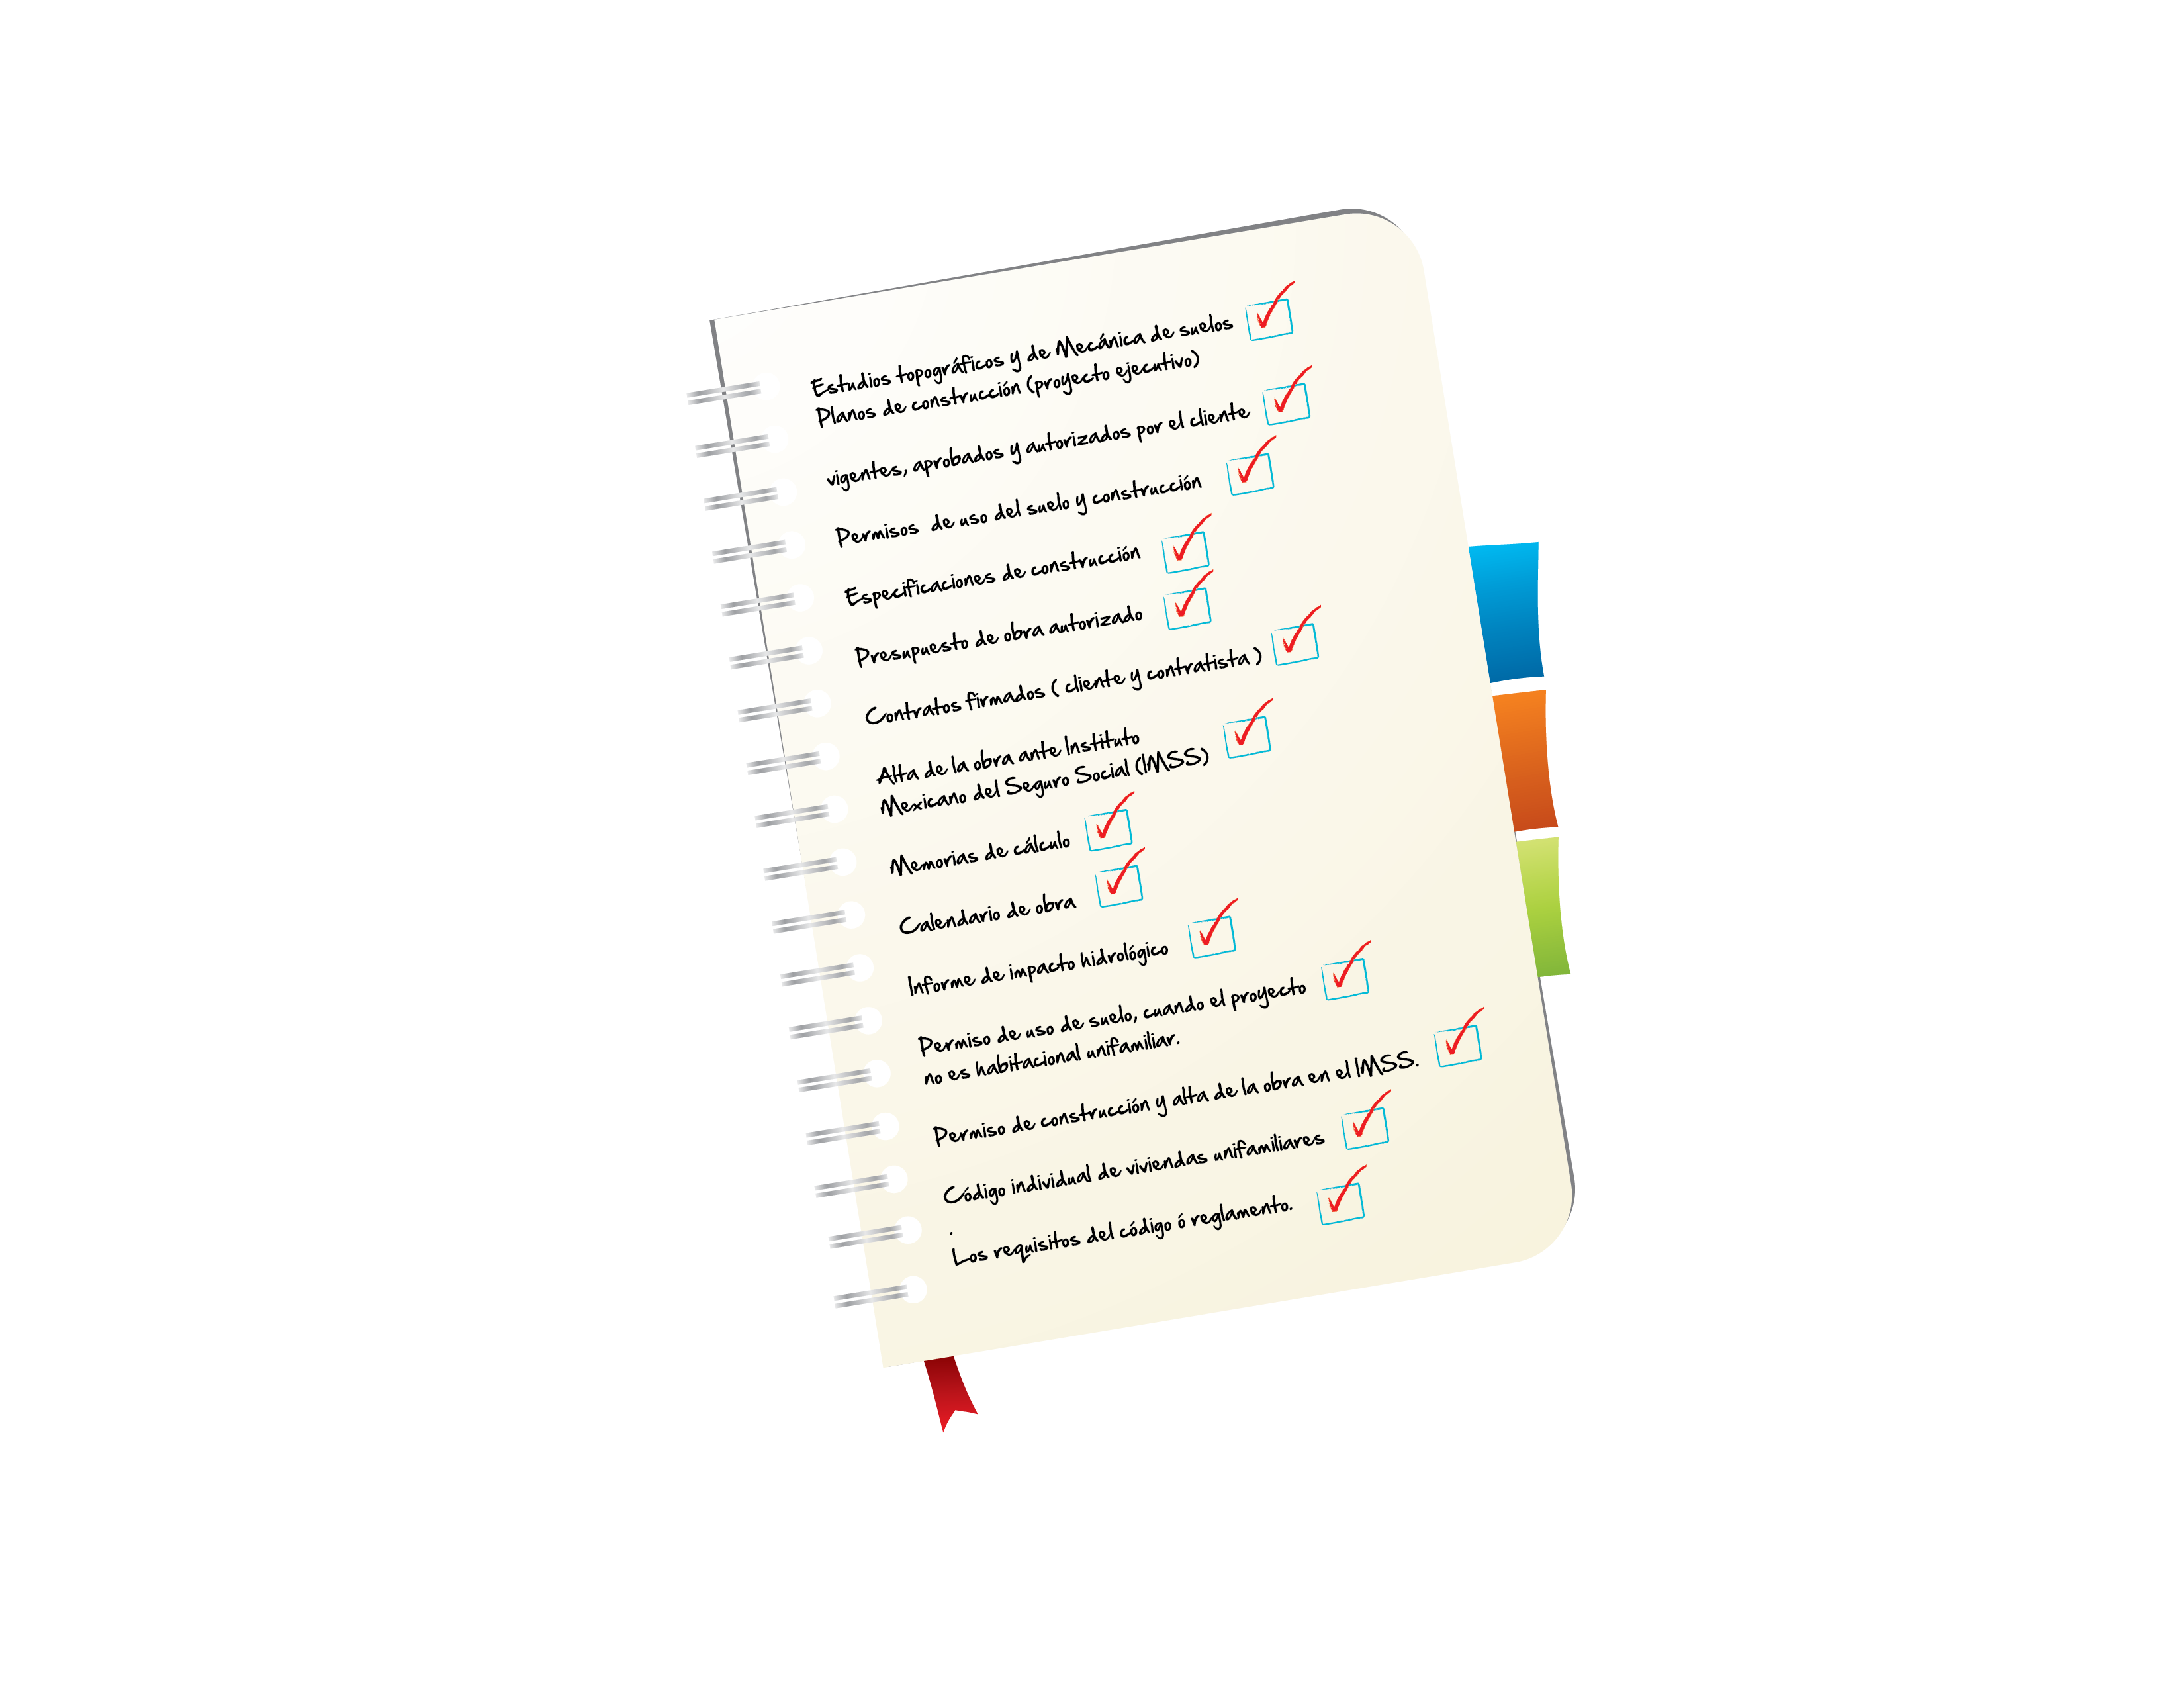 Estudios topográficos y de Mecánica de suelos
Planos de construcción (proyecto ejecutivo)
vigentes, aprobados y autorizados por el cliente
Permisos de uso del suelo y construcción
Especificaciones de construcción
Presupuesto de obra autorizado
Contratos firmados ( cliente y contratista )
Alta de la obra ante Instituto
Mexicano del Seguro Social (IMSS)
Memorias de cálculo
Calendario de obra
Informe de impacto hidrológico
Permiso de uso de suelo, cuando el proyecto
no es habitacional unifamiliar.
Permiso de construcción y alta de la obra en el IMSS.
Código individual de viviendas unifamiliares
.
Los requisitos del código ó reglamento.